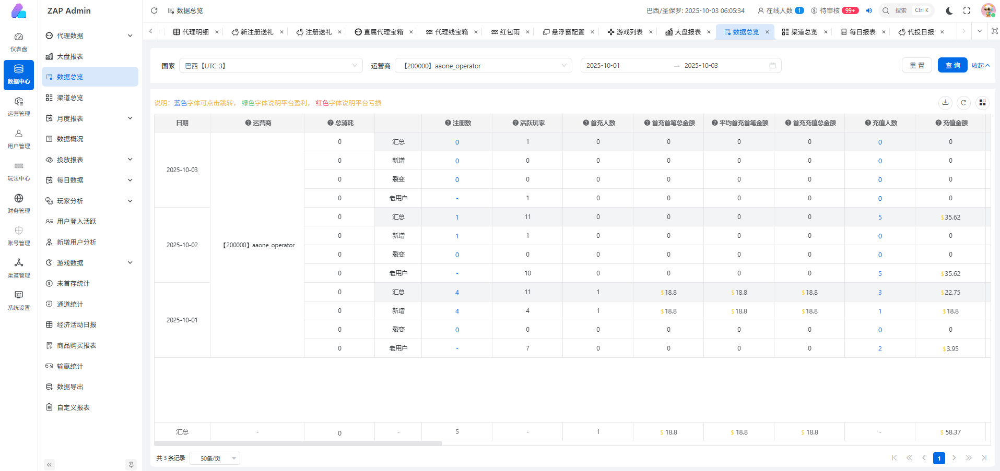 ZAP Admin
数据总览
巴西/圣保罗: 2025-10-03 06:05:34
在线人数 1
待审核 99+
搜索 Ctrl K
代理明细
新注册送礼
注册送礼
直属代理宝箱
代理线宝箱
红包雨
悬浮窗配置
游戏列表
大盘报表
数据总览
渠道总览
每日报表
代投日报
仪表盘
数据中心
运营管理
用户管理
玩法中心
财务管理
账号管理
渠道管理
系统设置
代理数据
大盘报表
数据总览
渠道总览
月度报表
数据概况
投放报表
每日数据
玩家分析
用户登入活跃
新增用户分析
游戏数据
未首存统计
通道统计
经济活动日报
商品购买报表
输赢统计
数据导出
自定义报表
国家 巴西【UTC-3】 运营商 【200000】aaone_operator 2025-10-01 2025-10-03 重 置 查 询 收起
说明: 蓝色字体可点击跳转, 绿色字体说明平台盈利, 红色字体说明平台亏损
日期 运营商 总消耗 注册数 活跃玩家 首充人数 首充首笔总金额 平均首充首笔金额 首充充值总金额 充值人数 充值金额
2025-10-03 【200000】aaone_operator 0 汇总 0 1 0 0 0 0 0 0
0 新增 0 0 0 0 0 0 0 0
0 裂变 0 0 0 0 0 0 0 0
0 老用户 - 1 0 0 0 0 0 0
2025-10-02 0 汇总 1 11 0 0 0 0 5 $35.62
0 新增 1 1 0 0 0 0 0 0
0 裂变 0 0 0 0 0 0 0 0
0 老用户 - 10 0 0 0 0 5 $35.62
2025-10-01 0 汇总 4 11 1 $18.8 $18.8 $18.8 3 $22.75
0 新增 4 4 1 $18.8 $18.8 $18.8 1 $18.8
0 裂变 0 0 0 0 0 0 0 0
0 老用户 - 7 0 0 0 0 2 $3.95
汇总 - 0 - 5 - 1 $ 18.8 $ 18.8 $ 18.8 - $ 58.37
共 3 条记录 50条/页 1